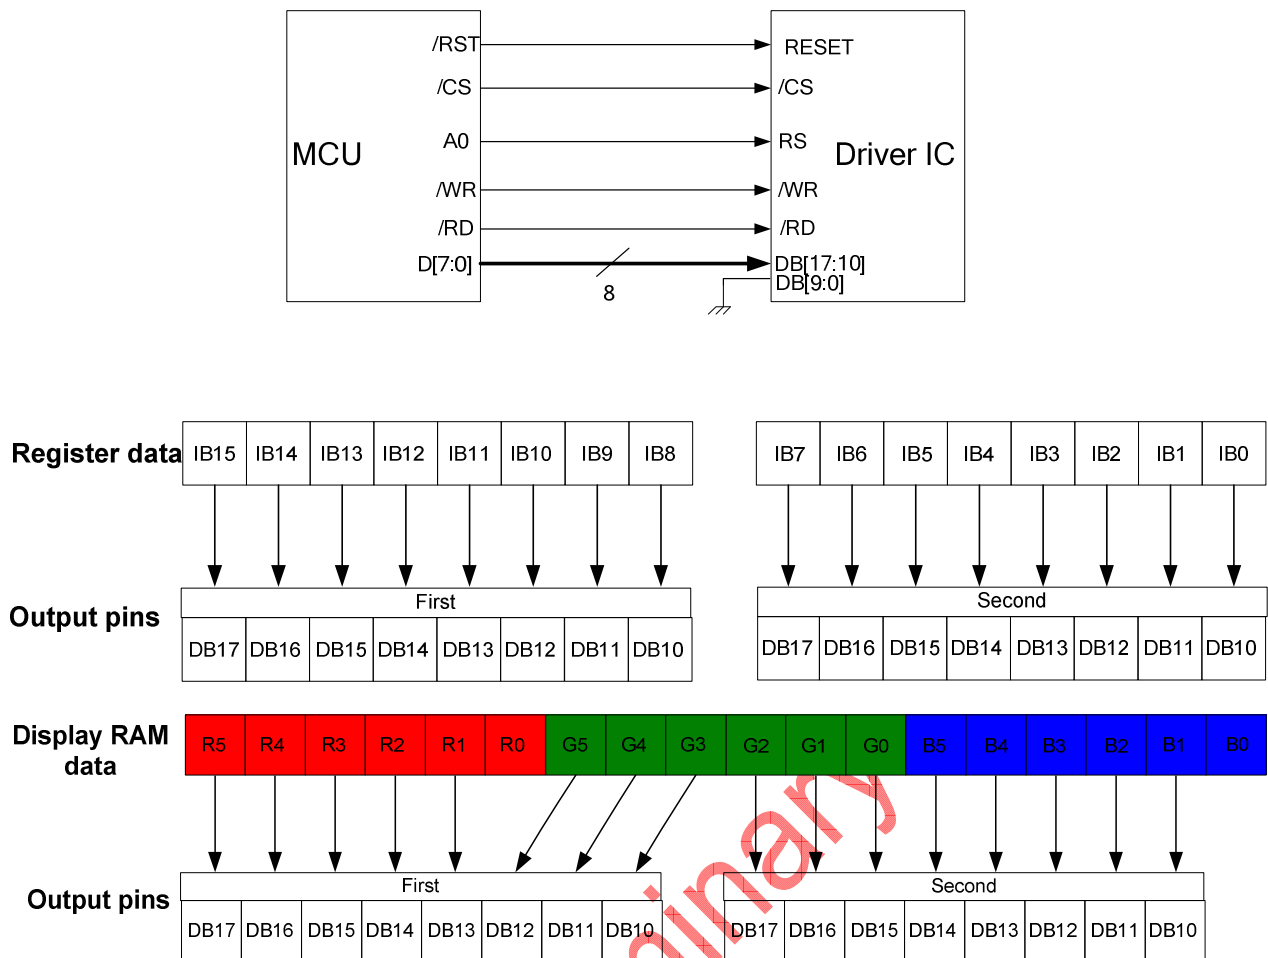 /RST RESET
/CS /CS
MCU A0 RS Driver IC
/WR /WR
/RD /RD
D[7:0] DB[17:10]
8 DB[9:0]
Register data IB15 IB14 IB13 IB12 IB11 IB10 IB9 IB8 IB7 IB6 IB5 IB4 IB3 IB2 IB1 IB0
Output pins First Second
DB17 DB16 DB15 DB14 DB13 DB12 DB11 DB10 DB17 DB16 DB15 DB14 DB13 DB12 DB11 DB10
Display RAM data R5 R4 R3 R2 R1 R0 G5 G4 G3 G2 G1 G0 B5 B4 B3 B2 B1 B0
Output pins First Second
DB17 DB16 DB15 DB14 DB13 DB12 DB11 DB10 DB17 DB16 DB15 DB14 DB13 DB12 DB11 DB10
inary